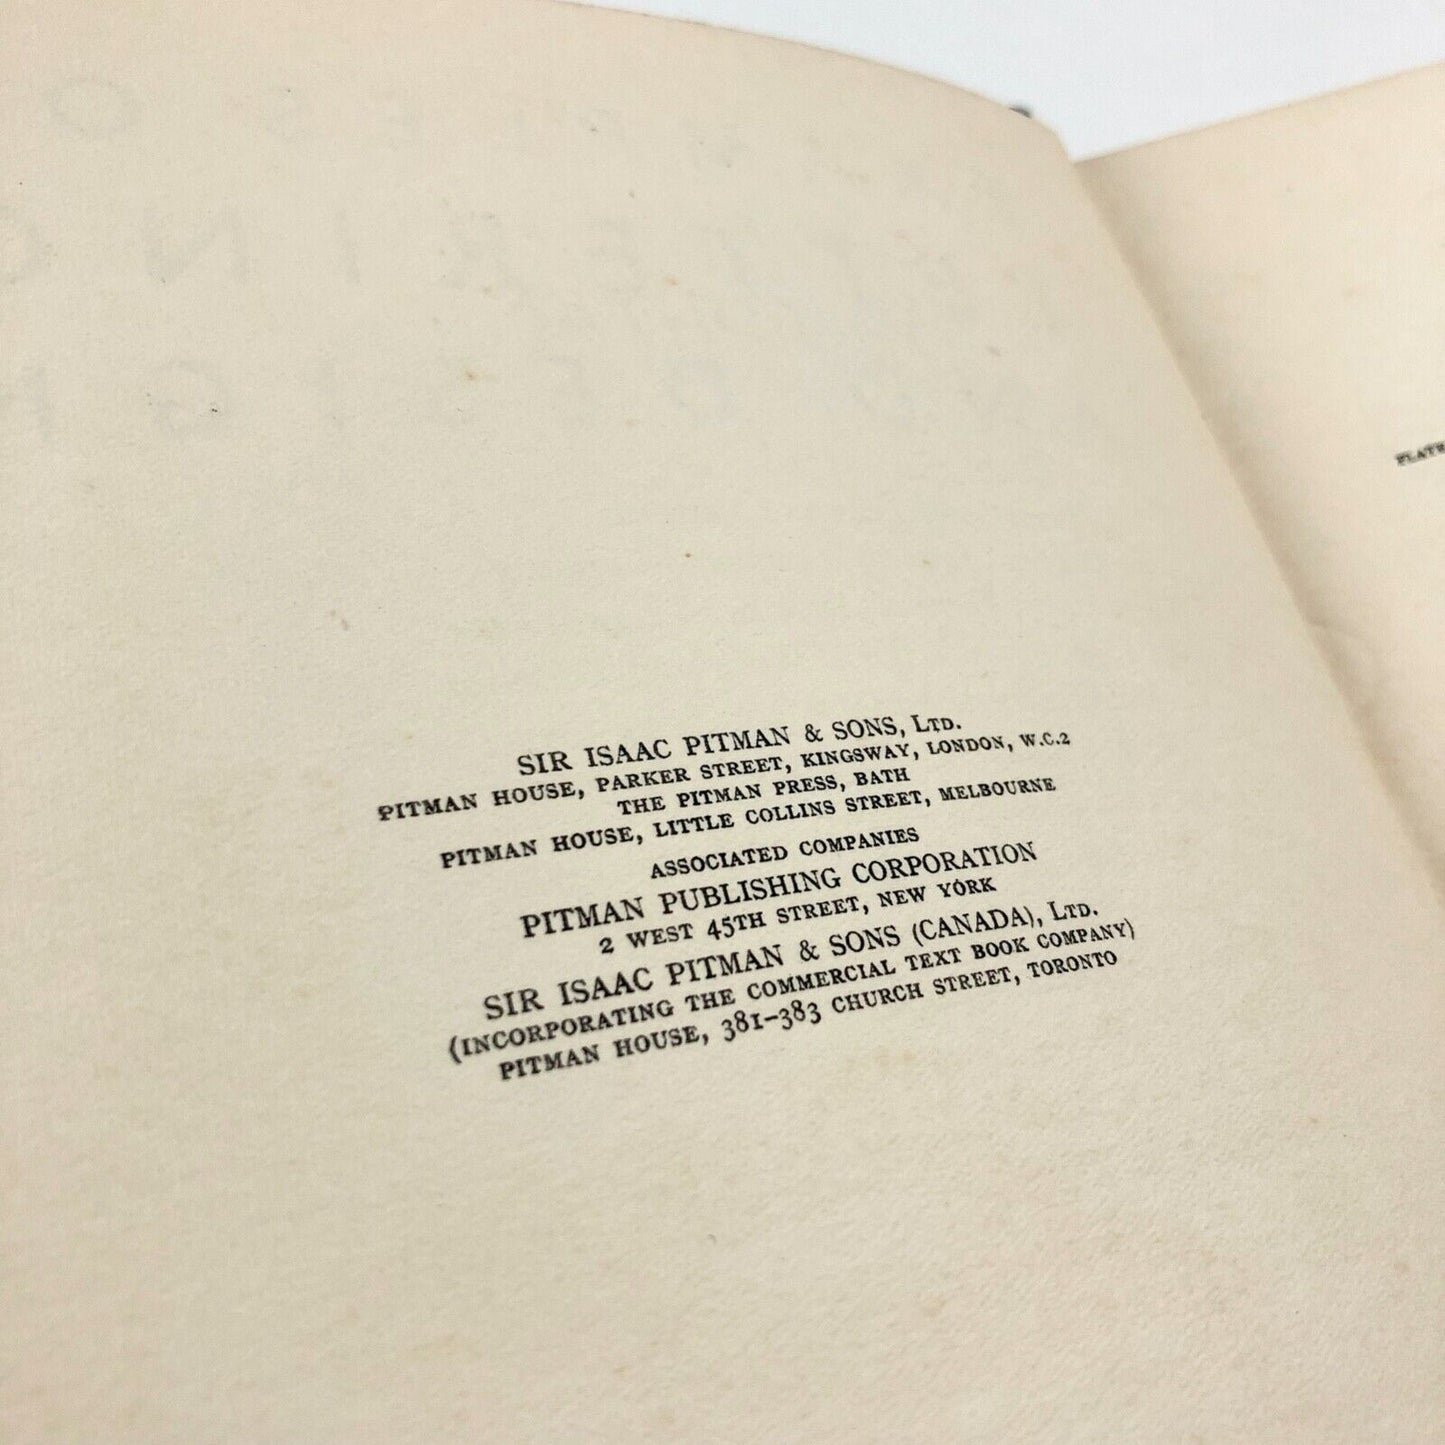 SIR ISAAC PITMAN & SONS, LTD.
PITMAN HOUSE, PARKER STREET, KINGSWAY, LONDON, W.C.2
THE PITMAN PRESS, BATH
PITMAN HOUSE, LITTLE COLLINS STREET, MELBOURNE
ASSOCIATED COMPANIES
PITMAN PUBLISHING CORPORATION
2 WEST 45TH STREET, NEW YORK
SIR ISAAC PITMAN & SONS (CANADA), LTD.
(INCORPORATING THE COMMERCIAL TEXT BOOK COMPANY)
PITMAN HOUSE, 381–383 CHURCH STREET, TORONTO